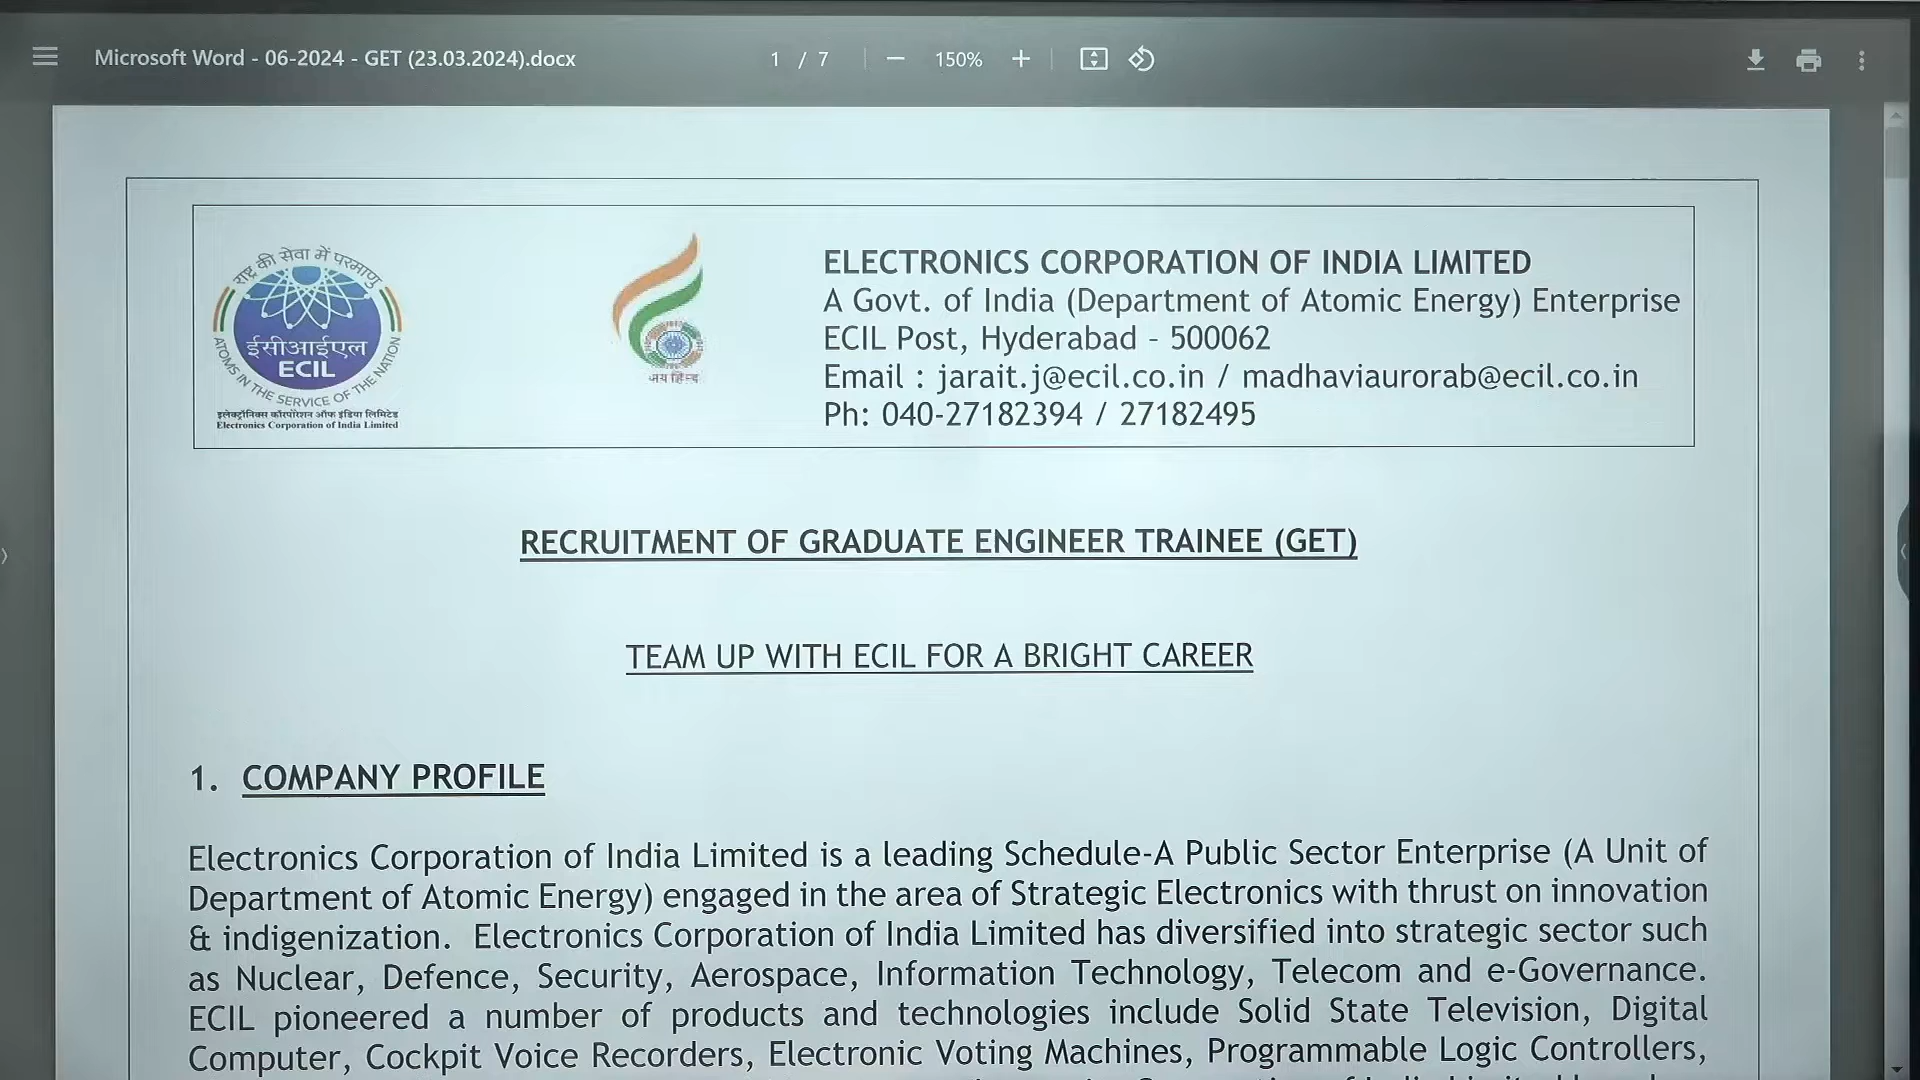 Microsoft Word - 06-2024 - GET (23.03.2024).docx
1 / 7
150%
राष्ट्र की सेवा में परमाणु
ईसीआईएल
ECIL
ATOMS IN THE SERVICE OF THE NATION
इलेक्ट्रॉनिक्स कॉरपोरेशन ऑफ इंडिया लिमिटेड
Electronics Corporation of India Limited
जय हिन्द
ELECTRONICS CORPORATION OF INDIA LIMITED
A Govt. of India (Department of Atomic Energy) Enterprise
ECIL Post, Hyderabad - 500062
Email : jarait.j@ecil.co.in / madhaviaurorab@ecil.co.in
Ph: 040-27182394 / 27182495
RECRUITMENT OF GRADUATE ENGINEER TRAINEE (GET)
TEAM UP WITH ECIL FOR A BRIGHT CAREER
1. COMPANY PROFILE
Electronics Corporation of India Limited is a leading Schedule-A Public Sector Enterprise (A Unit of
Department of Atomic Energy) engaged in the area of Strategic Electronics with thrust on innovation
& indigenization. Electronics Corporation of India Limited has diversified into strategic sector such
as Nuclear, Defence, Security, Aerospace, Information Technology, Telecom and e-Governance.
ECIL pioneered a number of products and technologies include Solid State Television, Digital
Computer, Cockpit Voice Recorders, Electronic Voting Machines, Programmable Logic Controllers,